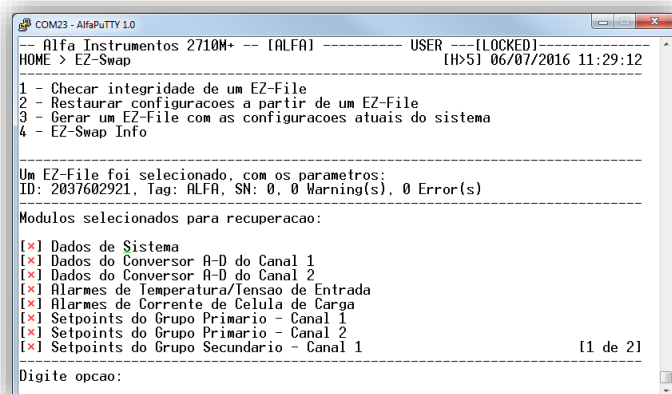 COM23 - AlfaPuTTY 1.0
-- Alfa Instrumentos 2710M+ -- [ALFA] ---------- USER ---[LOCKED]---------------
HOME > EZ-Swap [H>5] 06/07/2016 11:29:12
--------------------------------------------------------------------------------
1 - Checar integridade de um EZ-File
2 - Restaurar configuracoes a partir de um EZ-File
3 - Gerar um EZ-File com as configuracoes atuais do sistema
4 - EZ-Swap Info
--------------------------------------------------------------------------------
Um EZ-File foi selecionado, com os parametros:
ID: 2037602921, Tag: ALFA, SN: 0, 0 Warning(s), 0 Error(s)
--------------------------------------------------------------------------------
Modulos selecionados para recuperacao:
[×] Dados de Sistema
[×] Dados do Conversor A-D do Canal 1
[×] Dados do Conversor A-D do Canal 2
[×] Alarmes de Temperatura/Tensao de Entrada
[×] Alarmes de Corrente de Celula de Carga
[×] Setpoints do Grupo Primario - Canal 1
[×] Setpoints do Grupo Primario - Canal 2
[×] Setpoints do Grupo Secundario - Canal 1 [1 de 2]
--------------------------------------------------------------------------------
Digite opcao: